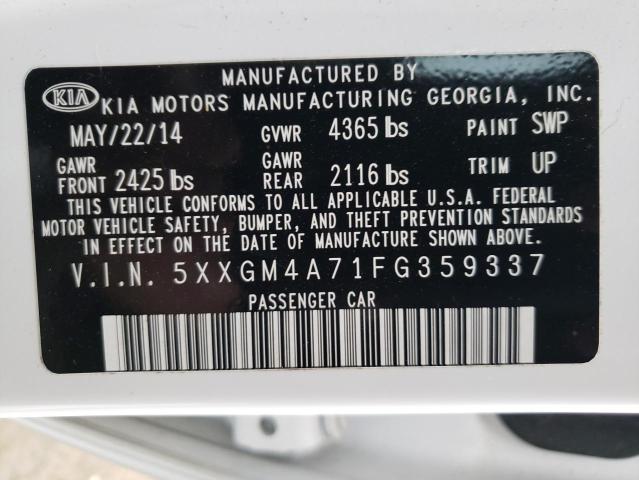 MANUFACTURED BY
KIA KIA MOTORS MANUFACTURING GEORGIA, INC.
MAY/22/14 GVWR 4365 lbs PAINT SWP
GAWR FRONT 2425 lbs GAWR REAR 2116 lbs TRIM UP
THIS VEHICLE CONFORMS TO ALL APPLICABLE U.S.A. FEDERAL
MOTOR VEHICLE SAFETY, BUMPER, AND THEFT PREVENTION STANDARDS
IN EFFECT ON THE DATE OF MANUFACTURE SHOWN ABOVE.
V.I.N. 5XXGM4A71FG359337
PASSENGER CAR